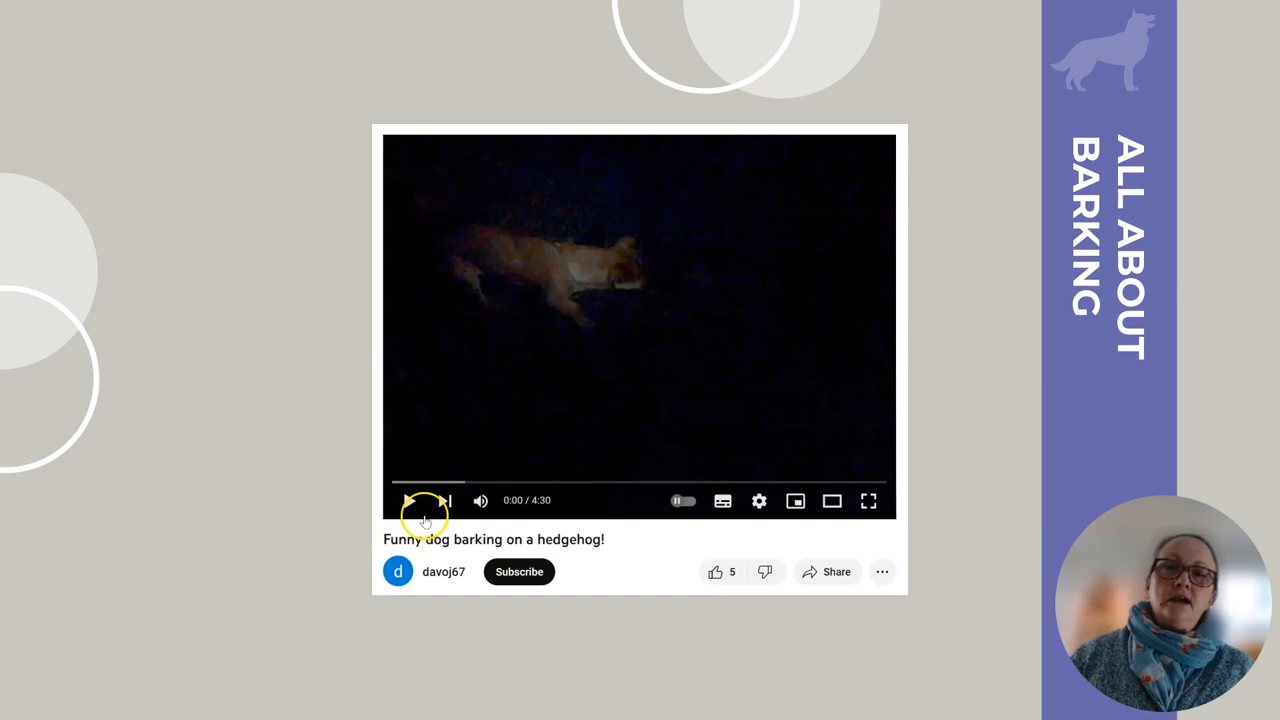 ALL ABOUT
BARKING
0:00 / 4:30
Funny dog barking on a hedgehog!
d
davoj67
Subscribe
5
Share